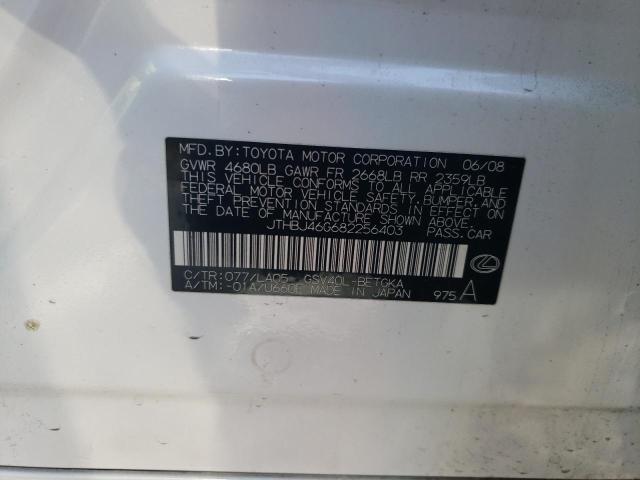 MFD.BY:TOYOTA MOTOR CORPORATION 06/08
GVWR 4680LB GAWR FR 2668LB RR 2359LB
THIS VEHICLE CONFORMS TO ALL APPLICABLE
FEDERAL MOTOR VEHICLE SAFETY,BUMPER,AND
THEFT PREVENTION STANDARDS IN EFFECT ON
THE DATE OF MANUFACTURE SHOWN ABOVE.
JTHBJ46G682256403 PASS.CAR
C/TR:077/LA05 GSV40L-BETGKA
A/TM:-01A/U660E MADE IN JAPAN 975 A